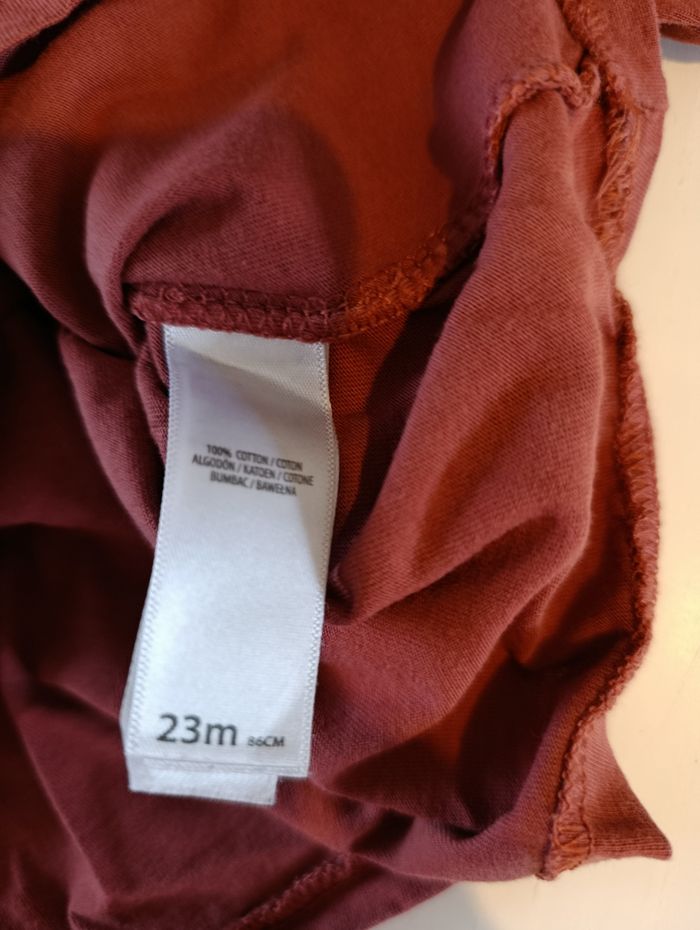 100% COTTON / COTON
ALGODÓN / KATOEN / COTONE
BUMBAC / BAWEŁNA
23m 86CM